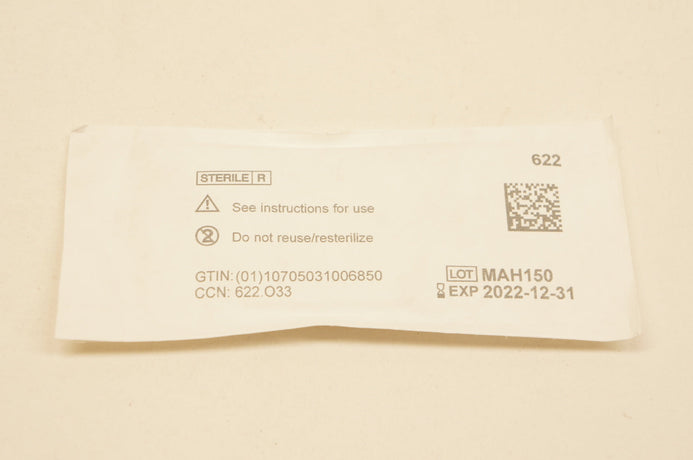 622
STERILE R
See instructions for use
Do not reuse/resterilize
GTIN: (01)10705031006850
CCN: 622.O33
LOT MAH150
EXP 2022-12-31